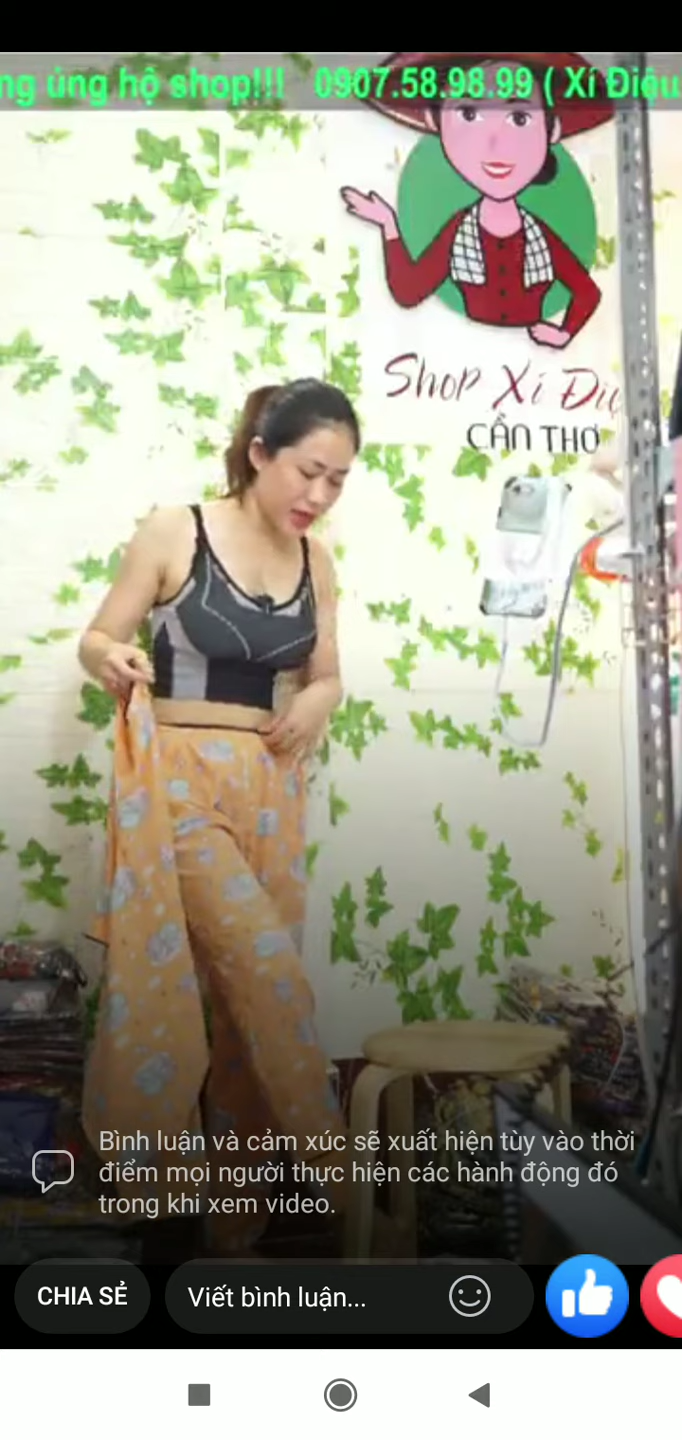 ủng hộ shop!!! 0907.58.98.99 ( Xí Điệu
Shop Xí
CẦN THƠ
Bình luận và cảm xúc sẽ xuất hiện tùy vào thời
điểm mọi người thực hiện các hành động đó
trong khi xem video.
CHIA SẺ
Viết bình luận...